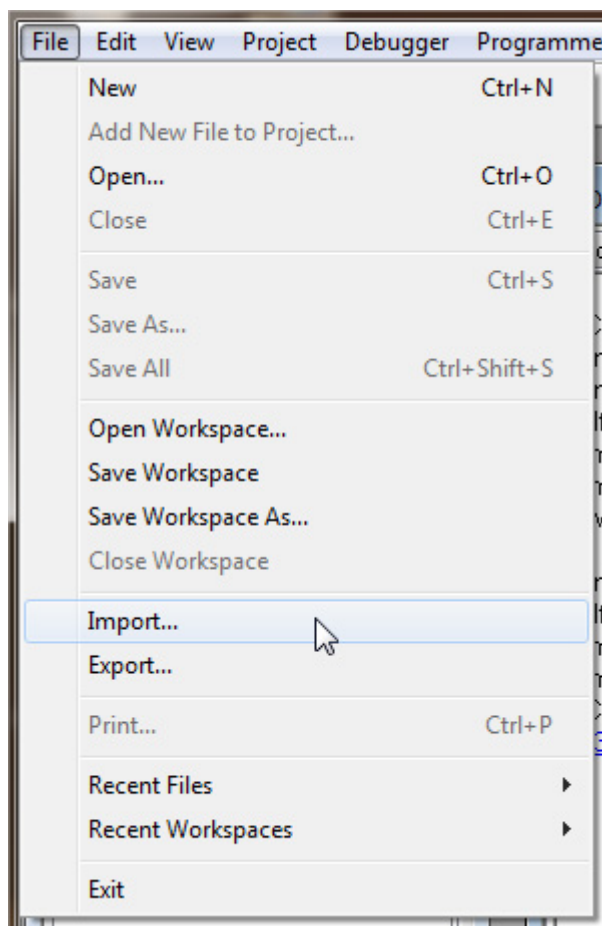 File Edit View Project Debugger Programme
New Ctrl+N
Add New File to Project...
Open... Ctrl+O
Close Ctrl+E
Save Ctrl+S
Save As...
Save All Ctrl+Shift+S
Open Workspace...
Save Workspace
Save Workspace As...
Close Workspace
Import...
Export...
Print... Ctrl+P
Recent Files
Recent Workspaces
Exit